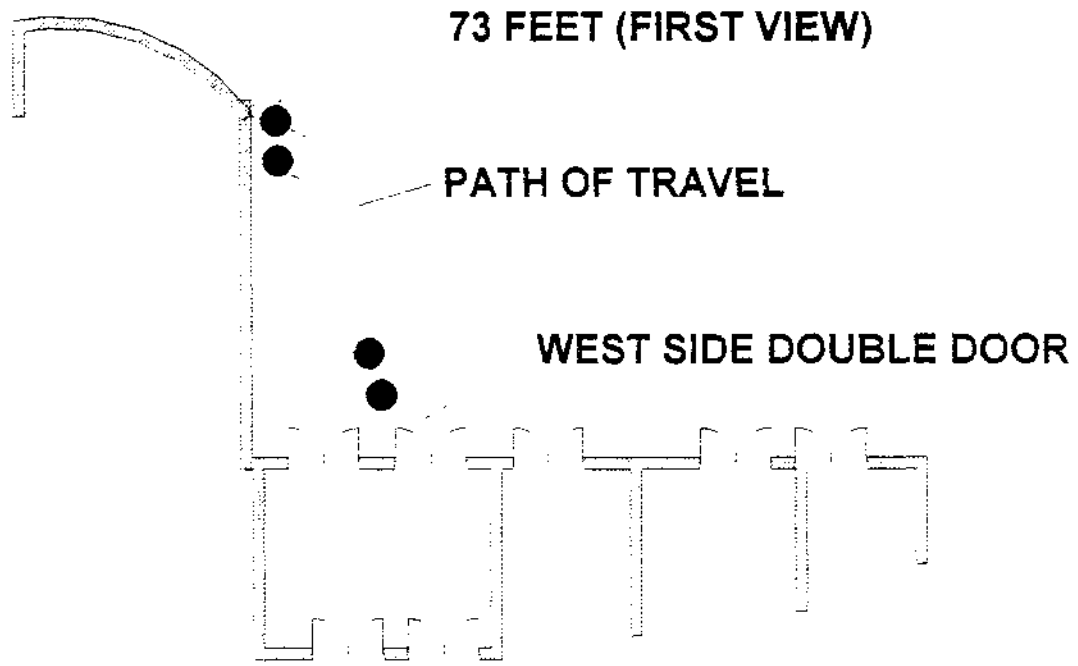 73 FEET (FIRST VIEW)
PATH OF TRAVEL
WEST SIDE DOUBLE DOOR